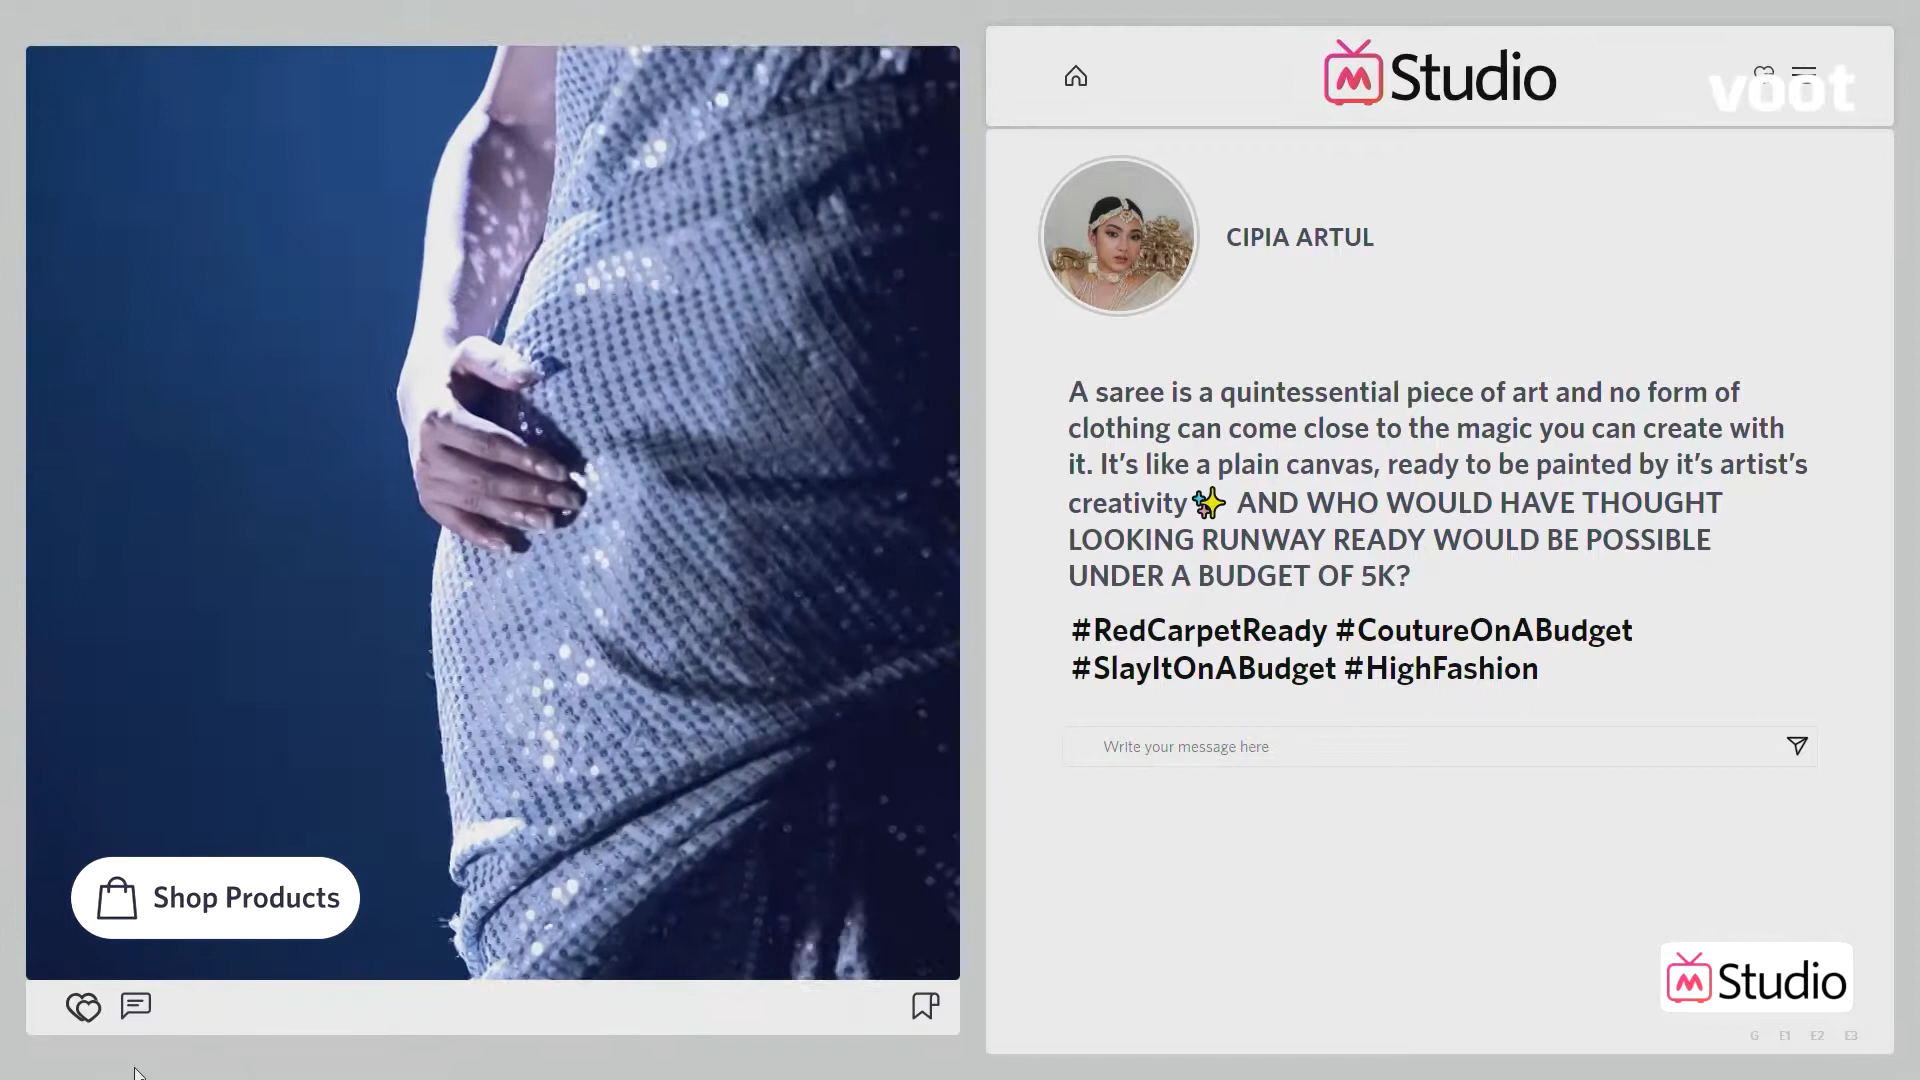 Studio
voot
CIPIA ARTUL
A saree is a quintessential piece of art and no form of
clothing can come close to the magic you can create with
it. It’s like a plain canvas, ready to be painted by it’s artist’s
creativity✨ AND WHO WOULD HAVE THOUGHT
LOOKING RUNWAY READY WOULD BE POSSIBLE
UNDER A BUDGET OF 5K?
#RedCarpetReady #CoutureOnABudget
#SlayItOnABudget #HighFashion
Write your message here
Shop Products
Studio
G E1 E2 E3